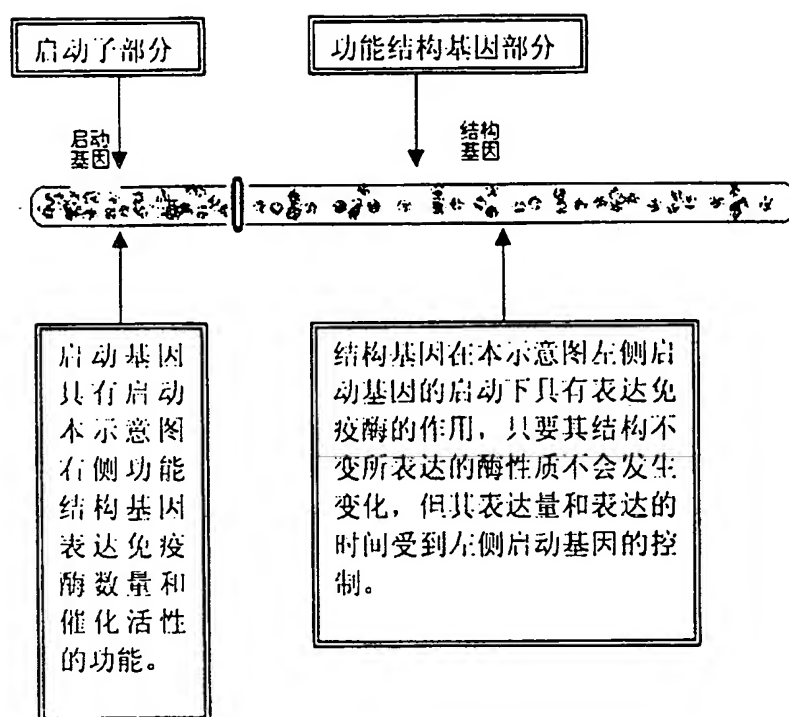 启动子部分
功能结构基因部分
启动
基因
结构
基因
启动基因
具有启动
本示意图
右侧功能
结构基因
表达免疫
酶数量和
催化活性
的功能。
结构基因在本示意图左侧启
动基因的启动下具有表达免
疫酶的作用，只要其结构不
变所表达的酶性质不会发生
变化，但其表达量和表达的
时间受到左侧启动基因的控
制。